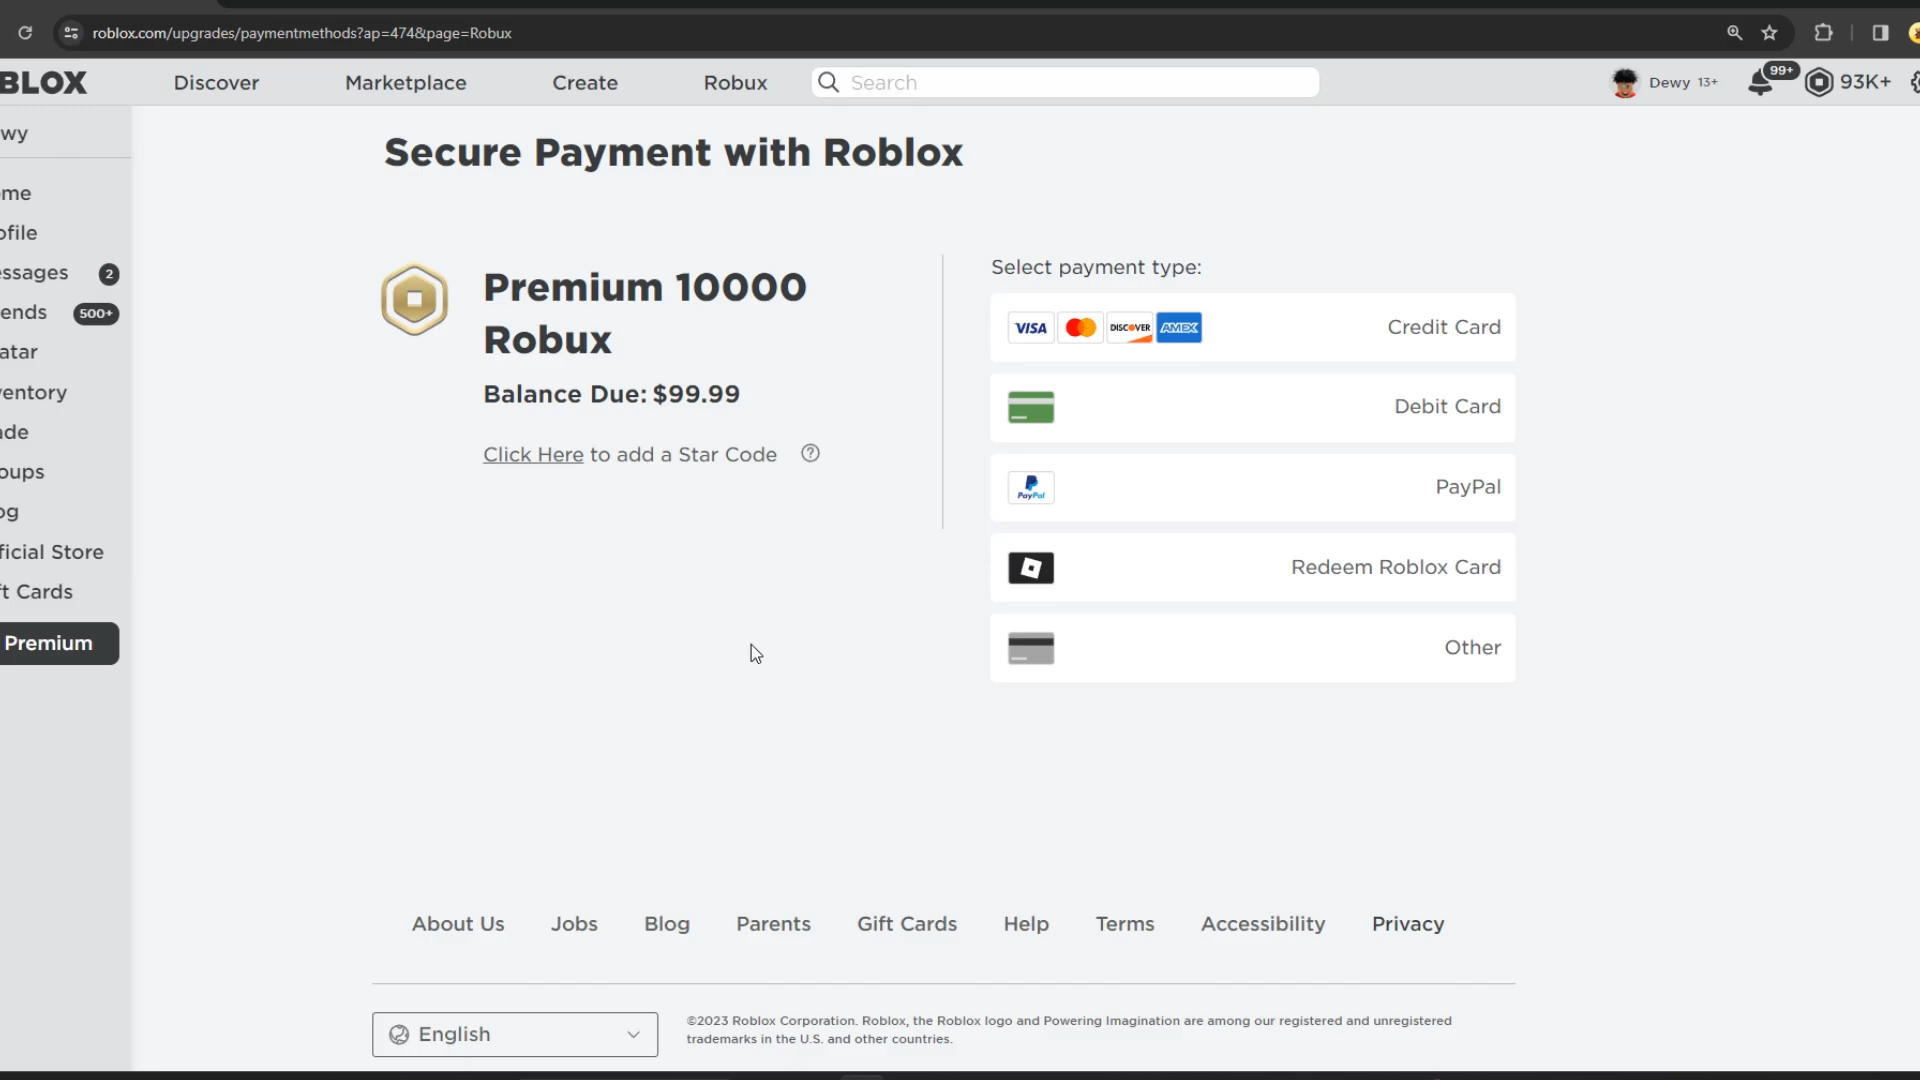 roblox.com/upgrades/paymentmethods?ap=474&page=Robux
BLOX
Discover
Marketplace
Create
Robux
Search
Dewy 13+
99+
93K+
wy
me
ofile
ssages 2
ends 500+
atar
ventory
ade
oups
og
ficial Store
ft Cards
Premium
Secure Payment with Roblox
Premium 10000
Robux
Balance Due: $99.99
Click Here to add a Star Code ?
Select payment type:
VISA DISCOVER AMEX Credit Card
Debit Card
PayPal PayPal
Redeem Roblox Card
Other
About Us
Jobs
Blog
Parents
Gift Cards
Help
Terms
Accessibility
Privacy
English
©2023 Roblox Corporation. Roblox, the Roblox logo and Powering Imagination are among our registered and unregistered
trademarks in the U.S. and other countries.